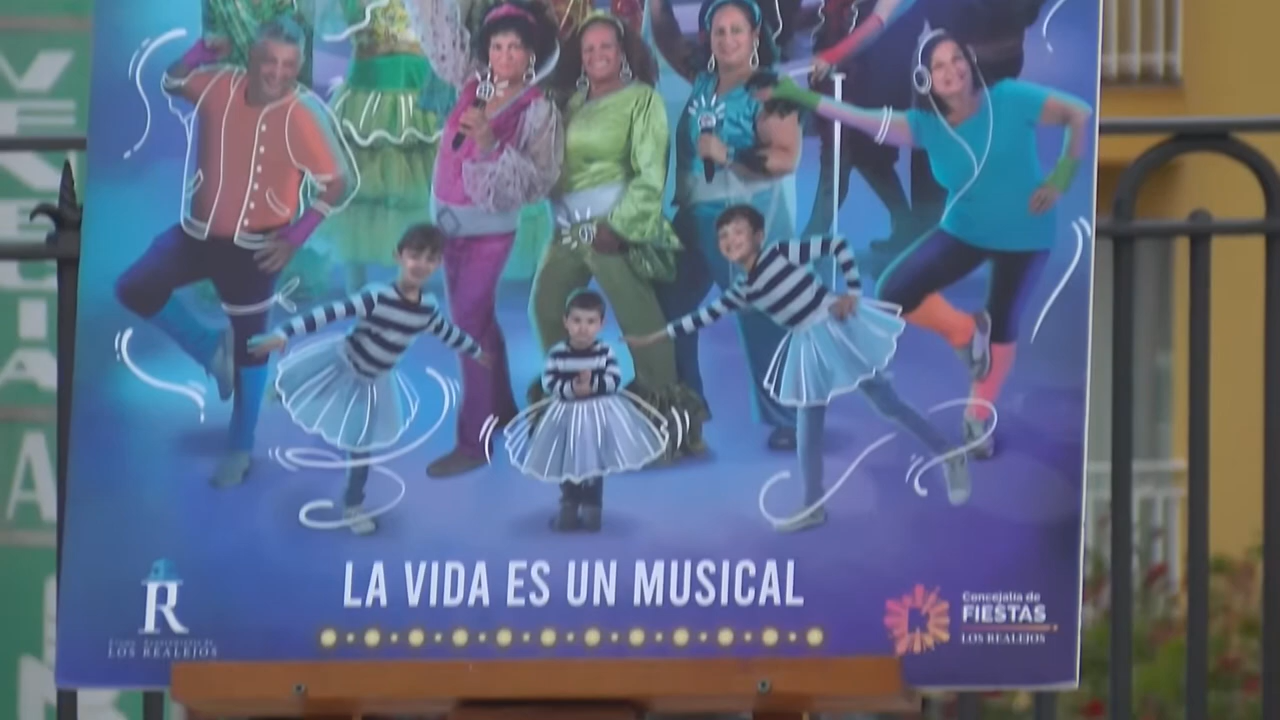 LA VIDA ES UN MUSICAL
R
LOS REALEJOS
Concejalía de
FIESTAS
LOS REALEJOS